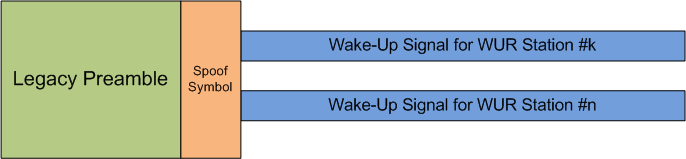 Legacy Preamble
Spoof
Symbol
Wake-Up Signal for WUR Station #k
Wake-Up Signal for WUR Station #n